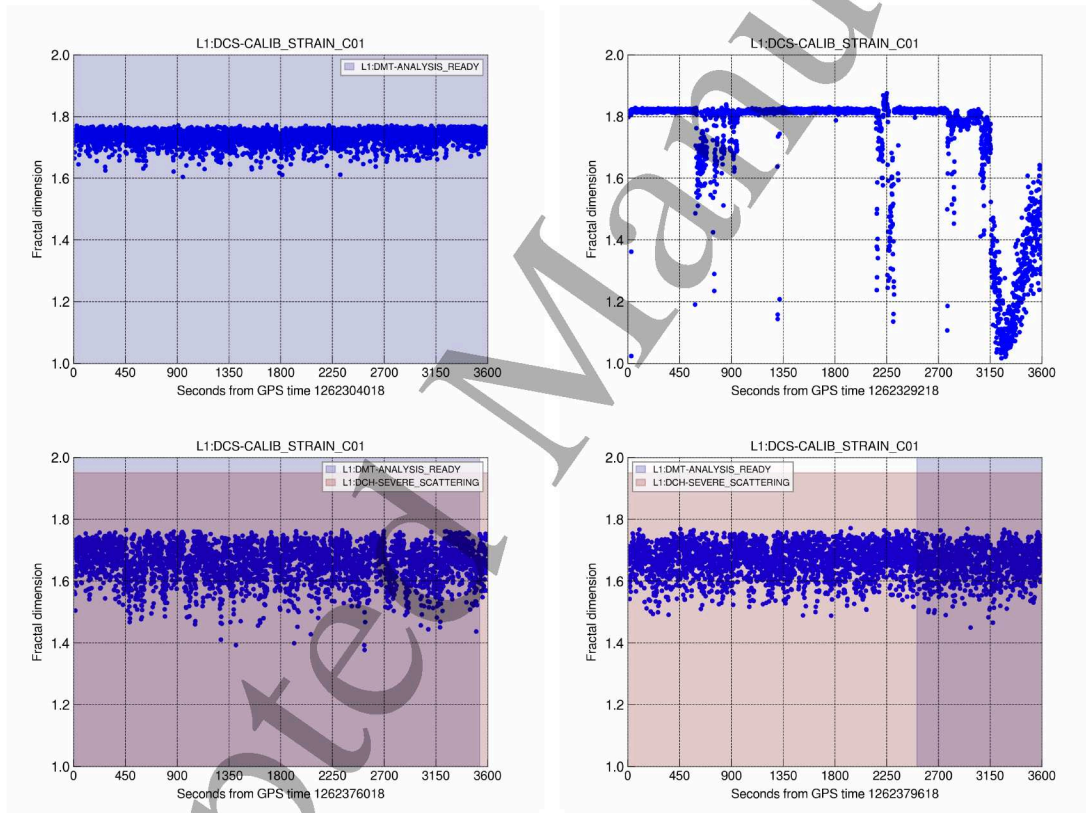 L1:DCS-CALIB_STRAIN_C01
2.0
1.8
1.6
1.4
1.2
1.0
Fractal dimension
L1:DMT-ANALYSIS_READY
0 450 900 1350 1800 2250 2700 3150 3600
Seconds from GPS time 1262304018
L1:DCS-CALIB_STRAIN_C01
2.0
1.8
1.6
1.4
1.2
1.0
Fractal dimension
0 450 900 1350 1800 2250 2700 3150 3600
Seconds from GPS time 1262329218
L1:DCS-CALIB_STRAIN_C01
2.0
1.8
1.6
1.4
1.2
1.0
Fractal dimension
L1:DMT-ANALYSIS_READY
L1:DCH-SEVERE_SCATTERING
0 450 900 1350 1800 2250 2700 3150 3600
Seconds from GPS time 1262376018
L1:DCS-CALIB_STRAIN_C01
2.0
1.8
1.6
1.4
1.2
1.0
Fractal dimension
L1:DMT-ANALYSIS_READY
L1:DCH-SEVERE_SCATTERING
0 450 900 1350 1800 2250 2700 3150 3600
Seconds from GPS time 1262379618
pted Manu